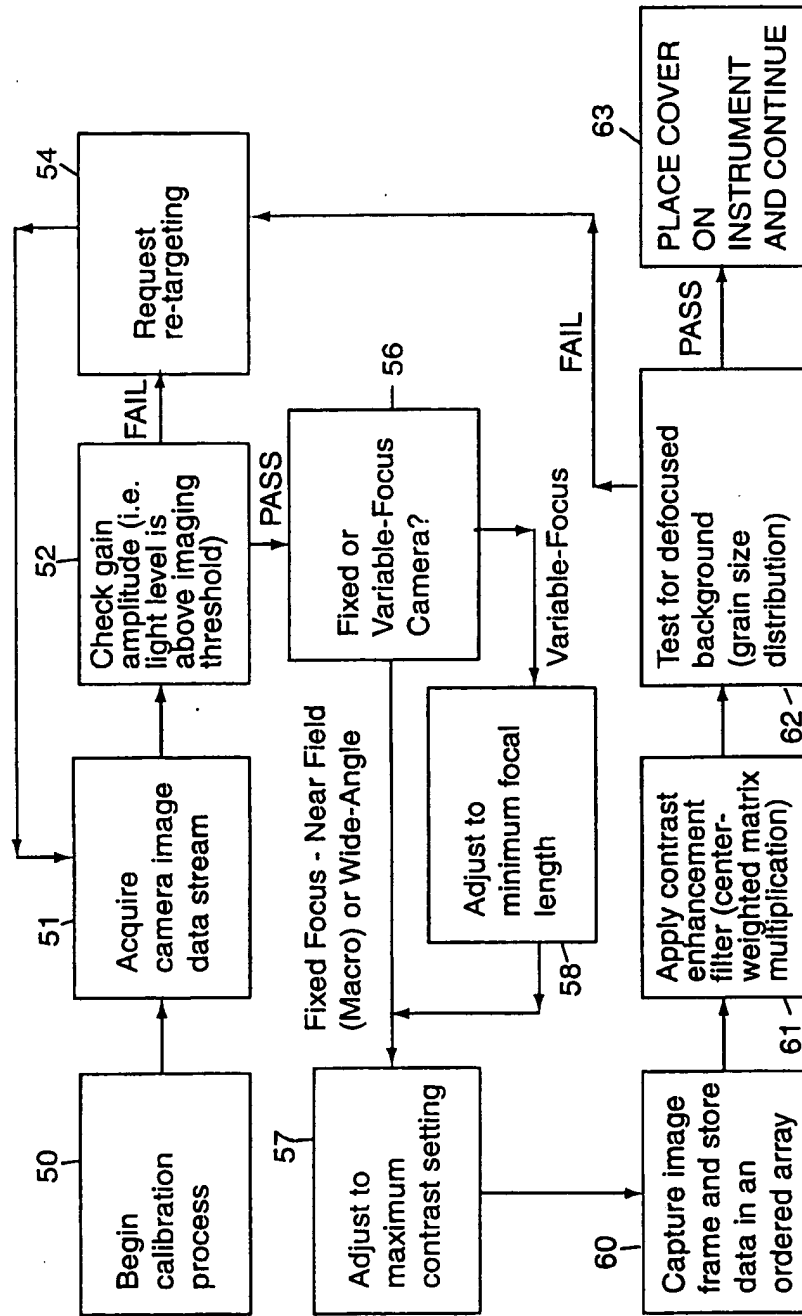 50
Begin
calibration
process
51
Acquire
camera image
data stream
52
Check gain
amplitude (i.e.
light level is
above imaging
threshold)
FAIL
54
Request
re-targeting
PASS
56
Fixed or
Variable-Focus
Camera?
Fixed Focus - Near Field
(Macro) or Wide-Angle
Variable-Focus
Adjust to
minimum focal
length
58
57
Adjust to
maximum
contrast setting
60
Capture image
frame and store
data in an
ordered array
61
Apply contrast
enhancement
filter (center-
weighted matrix
multiplication)
62
Test for defocused
background
(grain size
distribution)
FAIL
PASS
63
PLACE COVER
ON
INSTRUMENT
AND CONTINUE